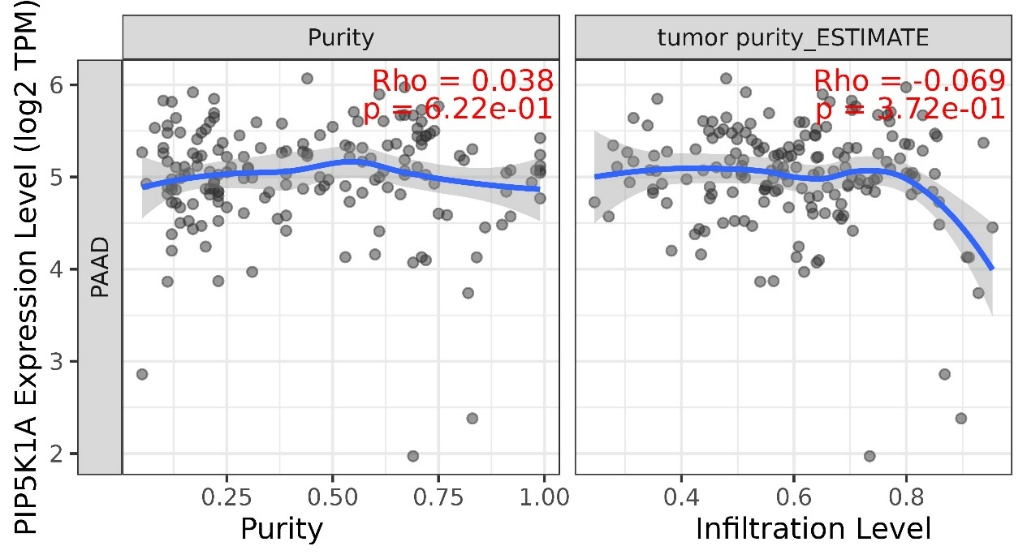 PIP5K1A Expression Level (log2 TPM)
PAAD
Purity
Rho = 0.038
p = 6.22e-01
6
5
4
3
2
0.25 0.50 0.75 1.00
Purity
tumor purity_ESTIMATE
Rho = -0.069
p = 3.72e-01
0.4 0.6 0.8
Infiltration Level